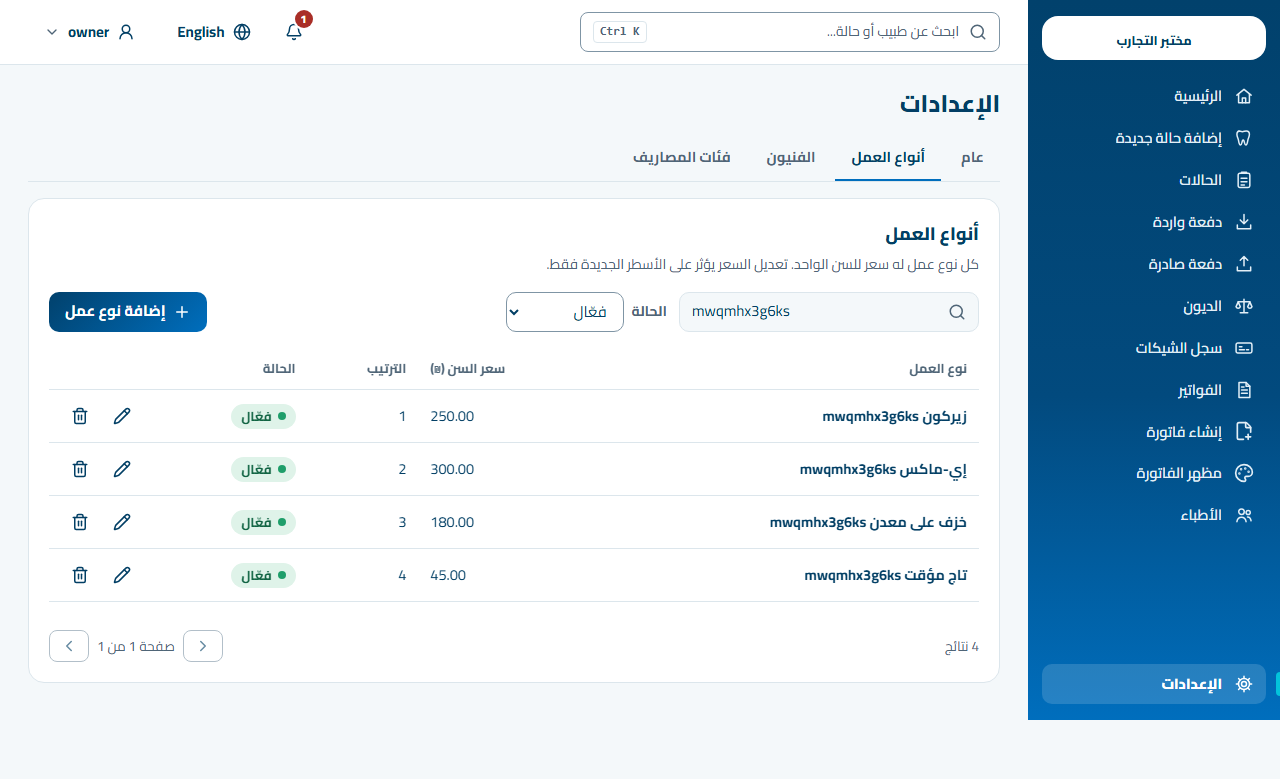 مختبر التجارب
الرئيسية
إضافة حالة جديدة
الحالات
دفعة واردة
دفعة صادرة
الديون
سجل الشيكات
الفواتير
إنشاء فاتورة
مظهر الفاتورة
الأطباء
الإعدادات
ابحث عن طبيب أو حالة...
Ctrl K
1
English
owner
الإعدادات
عام
أنواع العمل
الفنيون
فئات المصاريف
أنواع العمل
كل نوع عمل له سعر للسن الواحد. تعديل السعر يؤثر على الأسطر الجديدة فقط.
mwqmhx3g6ks
الحالة
فعّال
إضافة نوع عمل
نوع العمل سعر السن (₪) الترتيب الحالة
زيركون mwqmhx3g6ks 250.00 1 فعّال
إي-ماكس mwqmhx3g6ks 300.00 2 فعّال
خزف على معدن mwqmhx3g6ks 180.00 3 فعّال
تاج مؤقت mwqmhx3g6ks 45.00 4 فعّال
4 نتائج
صفحة 1 من 1